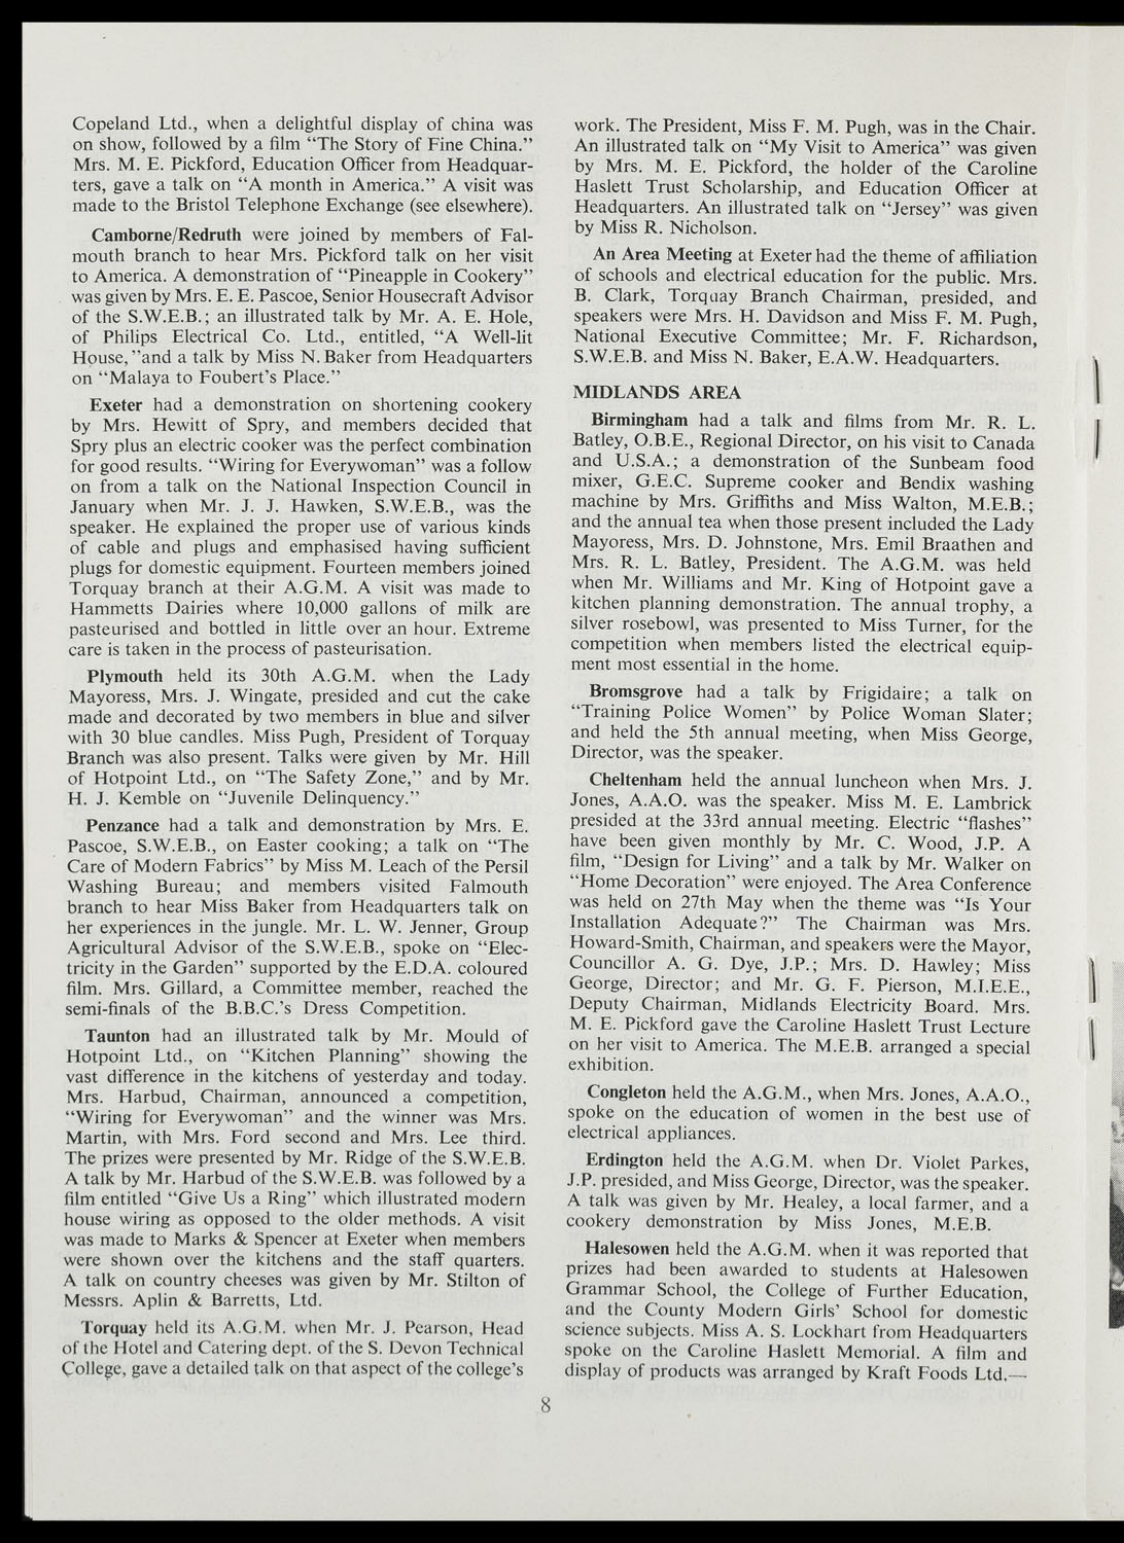 Copeland Ltd., when a delightful display of china was
on show, followed by a film “The Story of Fine China.”
Mrs. M. E. Pickford, Education Officer from Headquar-
ters, gave a talk on “A month in America.” A visit was
made to the Bristol Telephone Exchange (see elsewhere).
Camborne/Redruth were joined by members of Fal-
mouth branch to hear Mrs. Pickford talk on her visit
to America. A demonstration of “Pineapple in Cookery”
was given by Mrs. E. E. Pascoe, Senior Housecraft Advisor
of the S.W.E.B.; an illustrated talk by Mr. A. E. Hole,
of Philips Electrical Co. Ltd., entitled, “A Well-lit
House,”and a talk by Miss N. Baker from Headquarters
on “Malaya to Foubert's Place.”
Exeter had a demonstration on shortening cookery
by Mrs. Hewitt of Spry, and members decided that
Spry plus an electric cooker was the perfect combination
for good results. “Wiring for Everywoman” was a follow
on from a talk on the National Inspection Council in
January when Mr. J. J. Hawken, S.W.E.B., was the
speaker. He explained the proper use of various kinds
of cable and plugs and emphasised having sufficient
plugs for domestic equipment. Fourteen members joined
Torquay branch at their A.G.M. A visit was made to
Hammetts Dairies where 10,000 gallons of milk are
pasteurised and bottled in little over an hour. Extreme
care is taken in the process of pasteurisation.
Plymouth held its 30th A.G.M. when the Lady
Mayoress, Mrs. J. Wingate, presided and cut the cake
made and decorated by two members in blue and silver
with 30 blue candles. Miss Pugh, President of Torquay
Branch was also present. Talks were given by Mr. Hill
of Hotpoint Ltd., on “The Safety Zone,” and by Mr.
H. J. Kemble on “Juvenile Delinquency.”
Penzance had a talk and demonstration by Mrs. E.
Pascoe, S.W.E.B., on Easter cooking; a talk on “The
Care of Modern Fabrics” by Miss M. Leach of the Persil
Washing Bureau; and members visited Falmouth
branch to hear Miss Baker from Headquarters talk on
her experiences in the jungle. Mr. L. W. Jenner, Group
Agricultural Advisor of the S.W.E.B., spoke on “Elec-
tricity in the Garden” supported by the E.D.A. coloured
film. Mrs. Gillard, a Committee member, reached the
semi-finals of the B.B.C.'s Dress Competition.
Taunton had an illustrated talk by Mr. Mould of
Hotpoint Ltd., on “Kitchen Planning” showing the
vast difference in the kitchens of yesterday and today.
Mrs. Harbud, Chairman, announced a competition,
“Wiring for Everywoman” and the winner was Mrs.
Martin, with Mrs. Ford second and Mrs. Lee third.
The prizes were presented by Mr. Ridge of the S.W.E.B.
A talk by Mr. Harbud of the S.W.E.B. was followed by a
film entitled “Give Us a Ring” which illustrated modern
house wiring as opposed to the older methods. A visit
was made to Marks & Spencer at Exeter when members
were shown over the kitchens and the staff quarters.
A talk on country cheeses was given by Mr. Stilton of
Messrs. Aplin & Barretts, Ltd.
Torquay held its A.G.M. when Mr. J. Pearson, Head
of the Hotel and Catering dept. of the S. Devon Technical
College, gave a detailed talk on that aspect of the college's
work. The President, Miss F. M. Pugh, was in the Chair.
An illustrated talk on “My Visit to America” was given
by Mrs. M. E. Pickford, the holder of the Caroline
Haslett Trust Scholarship, and Education Officer at
Headquarters. An illustrated talk on “Jersey” was given
by Miss R. Nicholson.
An Area Meeting at Exeter had the theme of affiliation
of schools and electrical education for the public. Mrs.
B. Clark, Torquay Branch Chairman, presided, and
speakers were Mrs. H. Davidson and Miss F. M. Pugh,
National Executive Committee; Mr. F. Richardson,
S.W.E.B. and Miss N. Baker, E.A.W. Headquarters.
MIDLANDS AREA
Birmingham had a talk and films from Mr. R. L.
Batley, O.B.E., Regional Director, on his visit to Canada
and U.S.A.; a demonstration of the Sunbeam food
mixer, G.E.C. Supreme cooker and Bendix washing
machine by Mrs. Griffiths and Miss Walton, M.E.B.;
and the annual tea when those present included the Lady
Mayoress, Mrs. D. Johnstone, Mrs. Emil Braathen and
Mrs. R. L. Batley, President. The A.G.M. was held
when Mr. Williams and Mr. King of Hotpoint gave a
kitchen planning demonstration. The annual trophy, a
silver rosebowl, was presented to Miss Turner, for the
competition when members listed the electrical equip-
ment most essential in the home.
Bromsgrove had a talk by Frigidaire; a talk on
“Training Police Women” by Police Woman Slater;
and held the 5th annual meeting, when Miss George,
Director, was the speaker.
Cheltenham held the annual luncheon when Mrs. J.
Jones, A.A.O. was the speaker. Miss M. E. Lambrick
presided at the 33rd annual meeting. Electric “flashes”
have been given monthly by Mr. C. Wood, J.P. A
film, “Design for Living” and a talk by Mr. Walker on
“Home Decoration” were enjoyed. The Area Conference
was held on 27th May when the theme was “Is Your
Installation Adequate?” The Chairman was Mrs.
Howard-Smith, Chairman, and speakers were the Mayor,
Councillor A. G. Dye, J.P.; Mrs. D. Hawley; Miss
George, Director; and Mr. G. F. Pierson, M.I.E.E.,
Deputy Chairman, Midlands Electricity Board. Mrs.
M. E. Pickford gave the Caroline Haslett Trust Lecture
on her visit to America. The M.E.B. arranged a special
exhibition.
Congleton held the A.G.M., when Mrs. Jones, A.A.O.,
spoke on the education of women in the best use of
electrical appliances.
Erdington held the A.G.M. when Dr. Violet Parkes,
J.P. presided, and Miss George, Director, was the speaker.
A talk was given by Mr. Healey, a local farmer, and a
cookery demonstration by Miss Jones, M.E.B.
Halesowen held the A.G.M. when it was reported that
prizes had been awarded to students at Halesowen
Grammar School, the College of Further Education,
and the County Modern Girls' School for domestic
science subjects. Miss A. S. Lockhart from Headquarters
spoke on the Caroline Haslett Memorial. A film and
display of products was arranged by Kraft Foods Ltd.—
8